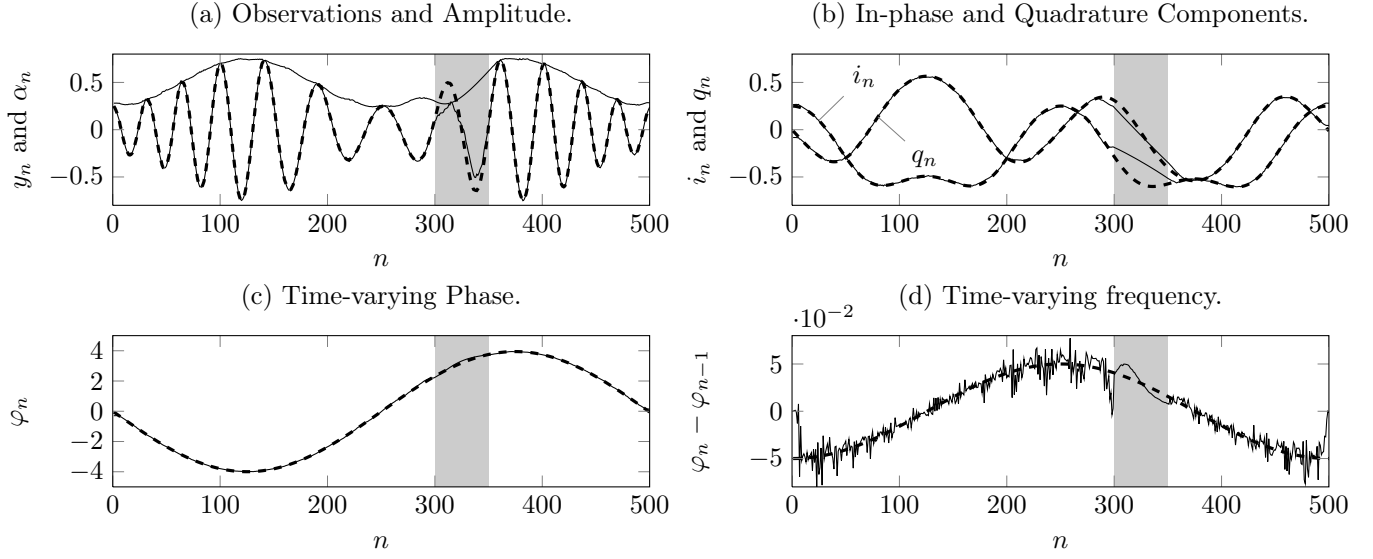 (a) Observations and Amplitude.
y_n and α_n
0.5
0
−0.5
0 100 200 300 400 500
n
(b) In-phase and Quadrature Components.
i_n and q_n
0.5
0
−0.5
i_n
q_n
0 100 200 300 400 500
n
(c) Time-varying Phase.
φ_n
4
2
0
−2
−4
0 100 200 300 400 500
n
(d) Time-varying frequency.
·10^−2
φ_n − φ_{n−1}
5
0
−5
0 100 200 300 400 500
n